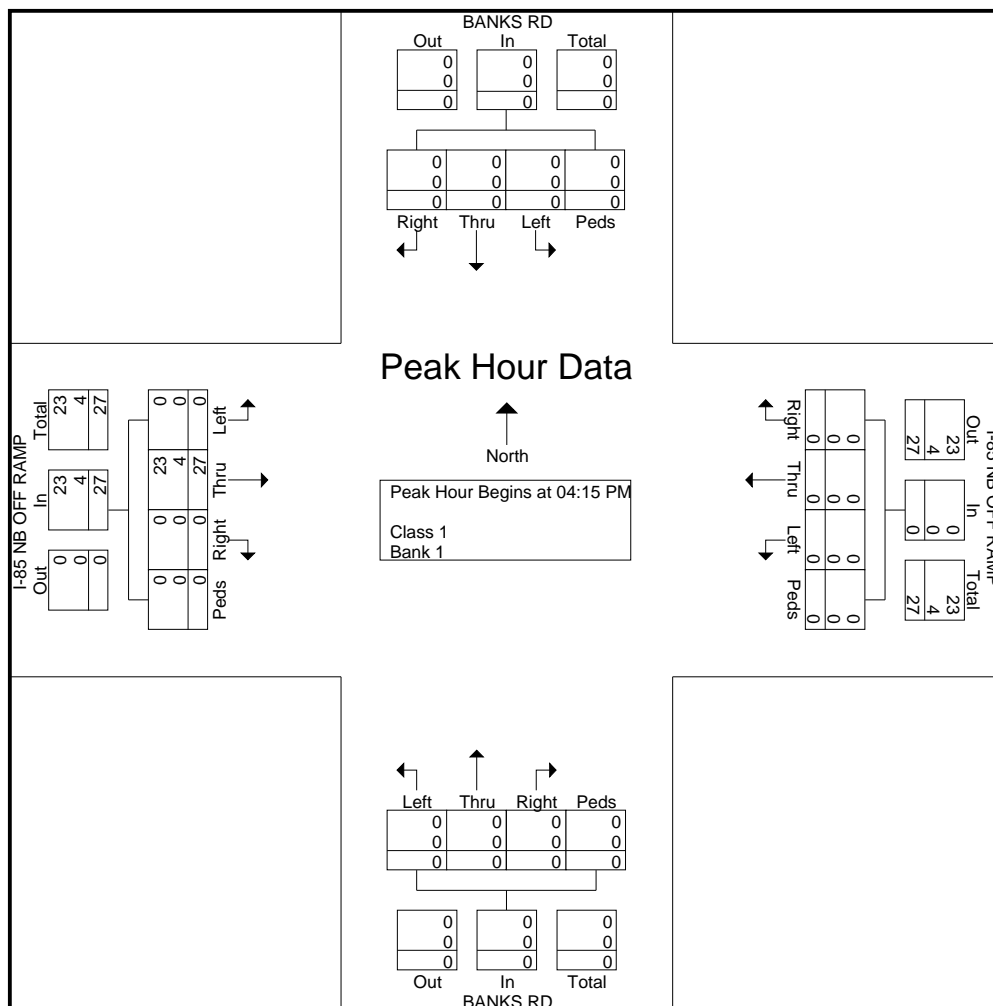 BANKS RD
Out In Total
0 0 0
0 0 0
0 0 0
0 0 0 0
0 0 0 0
0 0 0 0
Right Thru Left Peds
Peak Hour Data
North
Peak Hour Begins at 04:15 PM
Class 1
Bank 1
I-85 NB OFF RAMP
Out In Total
0 23 23
0 4 4
0 27 27
0 0 23 0
0 0 4 0
0 0 27 0
Peds Right Thru Left
I-85 NB OFF RAMP
Out In Total
23 0 23
4 0 4
27 0 27
0 0 0 0
0 0 0 0
0 0 0 0
Right Thru Left Peds
Left Thru Right Peds
0 0 0 0
0 0 0 0
0 0 0 0
0 0 0
0 0 0
0 0 0
Out In Total
BANKS RD